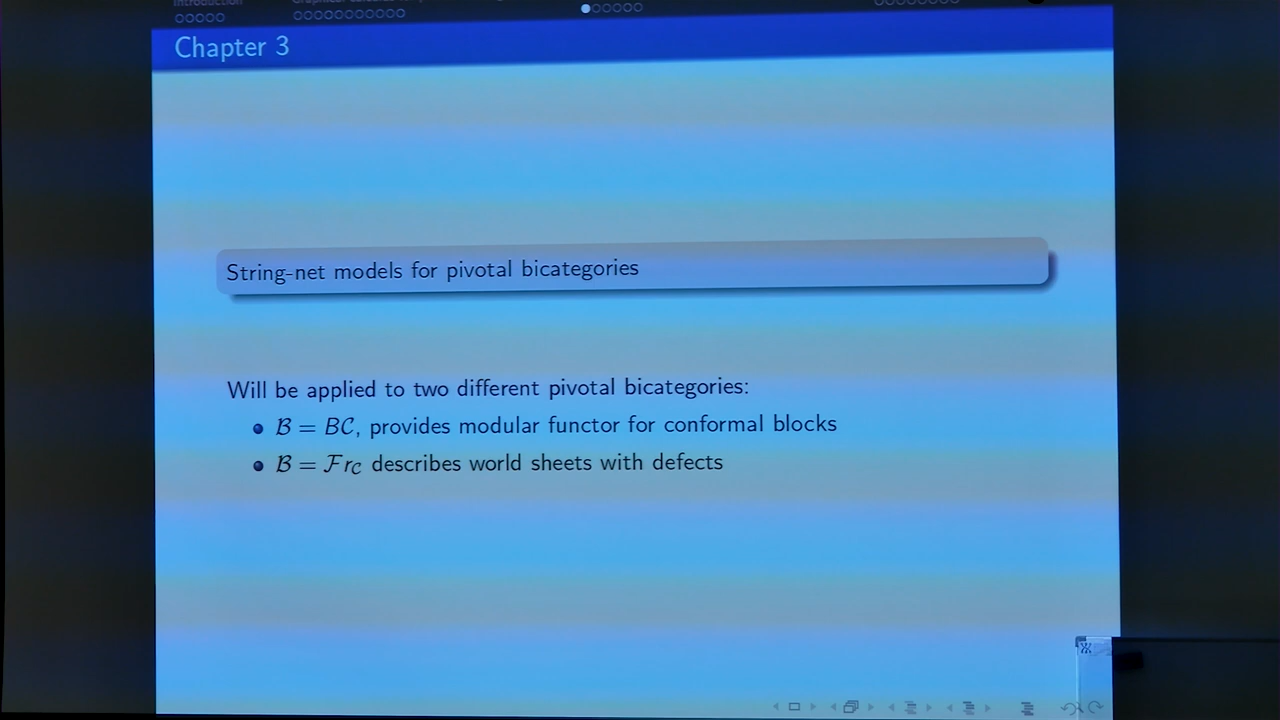 Introduction
Chapter 3
String-net models for pivotal bicategories
Will be applied to two different pivotal bicategories:
ℬ = B𝒞, provides modular functor for conformal blocks
ℬ = ℱr𝒞 describes world sheets with defects